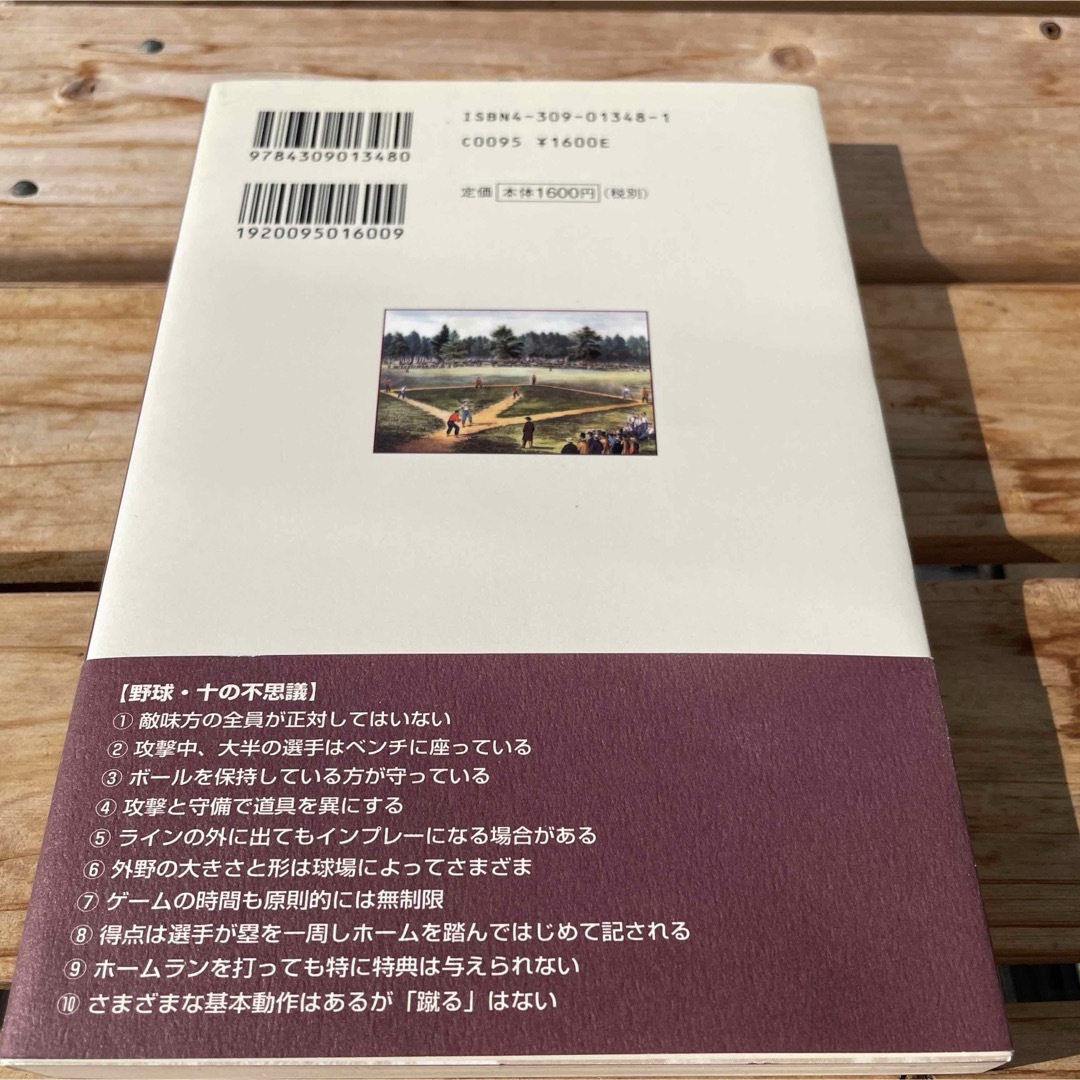 9784309013480
1920095016009
ISBN4-309-01348-1
C0095 ¥1600E
定価 本体1600円 (税別)
【野球・十の不思議】
① 敵味方の全員が正対してはいない
② 攻撃中、大半の選手はベンチに座っている
③ ボールを保持している方が守っている
④ 攻撃と守備で道具を異にする
⑤ ラインの外に出てもインプレーになる場合がある
⑥ 外野の大きさと形は球場によってさまざま
⑦ ゲームの時間も原則的には無制限
⑧ 得点は選手が塁を一周しホームを踏んではじめて記される
⑨ ホームランを打っても特に特典は与えられない
⑩ さまざまな基本動作はあるが「蹴る」はない